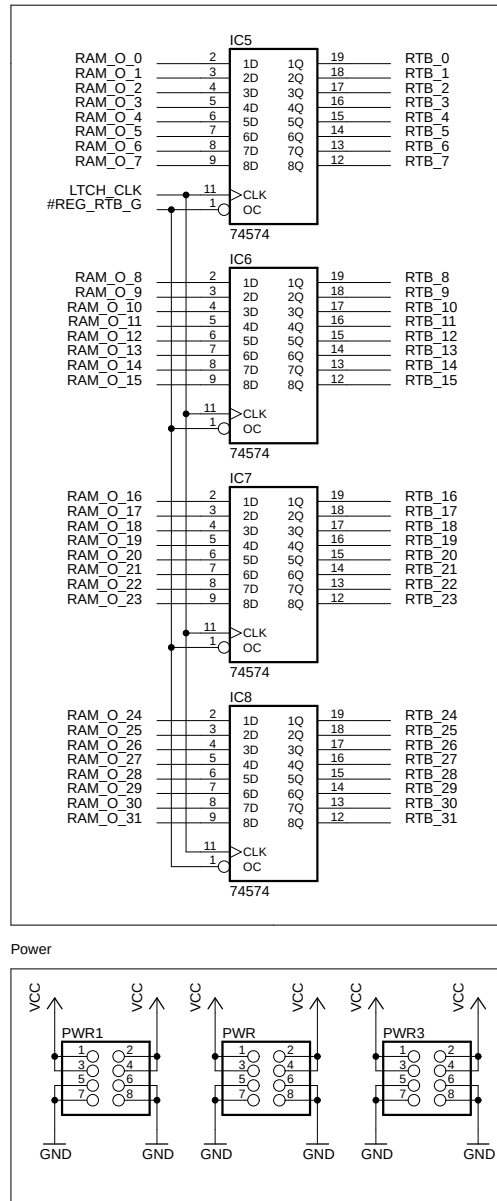 IC5
RAM_O_0 2 1D 1Q 19 RTB_0
RAM_O_1 3 2D 2Q 18 RTB_1
RAM_O_2 4 3D 3Q 17 RTB_2
RAM_O_3 5 4D 4Q 16 RTB_3
RAM_O_4 6 5D 5Q 15 RTB_4
RAM_O_5 7 6D 6Q 14 RTB_5
RAM_O_6 8 7D 7Q 13 RTB_6
RAM_O_7 9 8D 8Q 12 RTB_7
LTCH_CLK 11 CLK
#REG_RTB_G 1 OC
74574
IC6
RAM_O_8 2 1D 1Q 19 RTB_8
RAM_O_9 3 2D 2Q 18 RTB_9
RAM_O_10 4 3D 3Q 17 RTB_10
RAM_O_11 5 4D 4Q 16 RTB_11
RAM_O_12 6 5D 5Q 15 RTB_12
RAM_O_13 7 6D 6Q 14 RTB_13
RAM_O_14 8 7D 7Q 13 RTB_14
RAM_O_15 9 8D 8Q 12 RTB_15
11 CLK
1 OC
74574
IC7
RAM_O_16 2 1D 1Q 19 RTB_16
RAM_O_17 3 2D 2Q 18 RTB_17
RAM_O_18 4 3D 3Q 17 RTB_18
RAM_O_19 5 4D 4Q 16 RTB_19
RAM_O_20 6 5D 5Q 15 RTB_20
RAM_O_21 7 6D 6Q 14 RTB_21
RAM_O_22 8 7D 7Q 13 RTB_22
RAM_O_23 9 8D 8Q 12 RTB_23
11 CLK
1 OC
74574
IC8
RAM_O_24 2 1D 1Q 19 RTB_24
RAM_O_25 3 2D 2Q 18 RTB_25
RAM_O_26 4 3D 3Q 17 RTB_26
RAM_O_27 5 4D 4Q 16 RTB_27
RAM_O_28 6 5D 5Q 15 RTB_28
RAM_O_29 7 6D 6Q 14 RTB_29
RAM_O_30 8 7D 7Q 13 RTB_30
RAM_O_31 9 8D 8Q 12 RTB_31
11 CLK
1 OC
74574
Power
VCC VCC VCC VCC VCC VCC
PWR1 PWR PWR3
1 2 1 2 1 2
3 4 3 4 3 4
5 6 5 6 5 6
7 8 7 8 7 8
GND GND GND GND GND GND